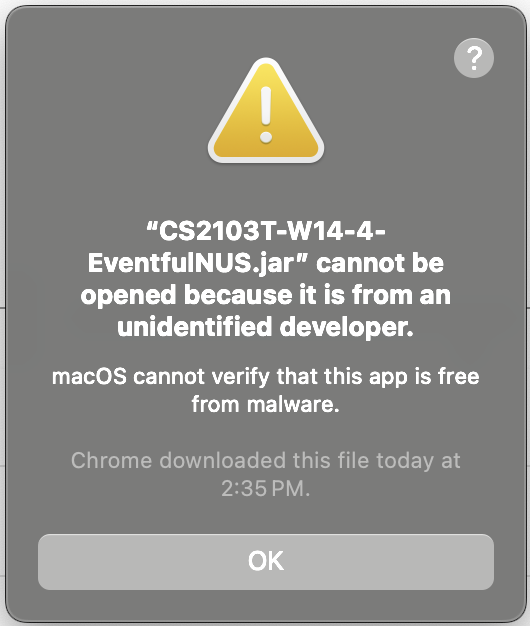 ?
“CS2103T-W14-4-
EventfulNUS.jar” cannot be
opened because it is from an
unidentified developer.
macOS cannot verify that this app is free
from malware.
Chrome downloaded this file today at
2:35 PM.
OK